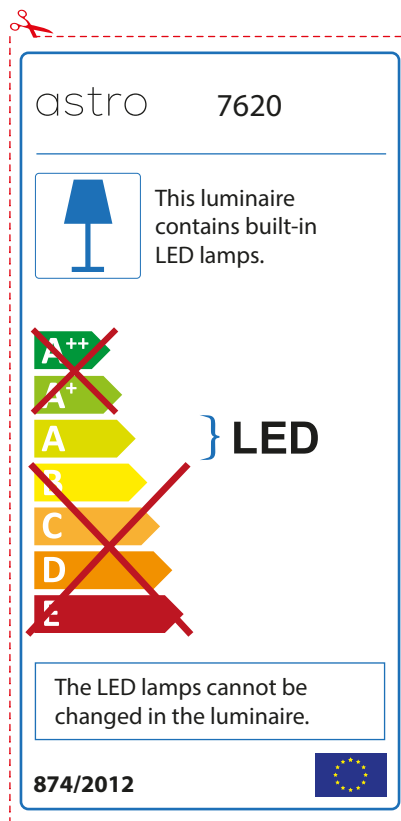 astro 7620
This luminaire
contains built-in
LED lamps.
A++
A+
A
LED
B
C
D
E
The LED lamps cannot be
changed in the luminaire.
874/2012